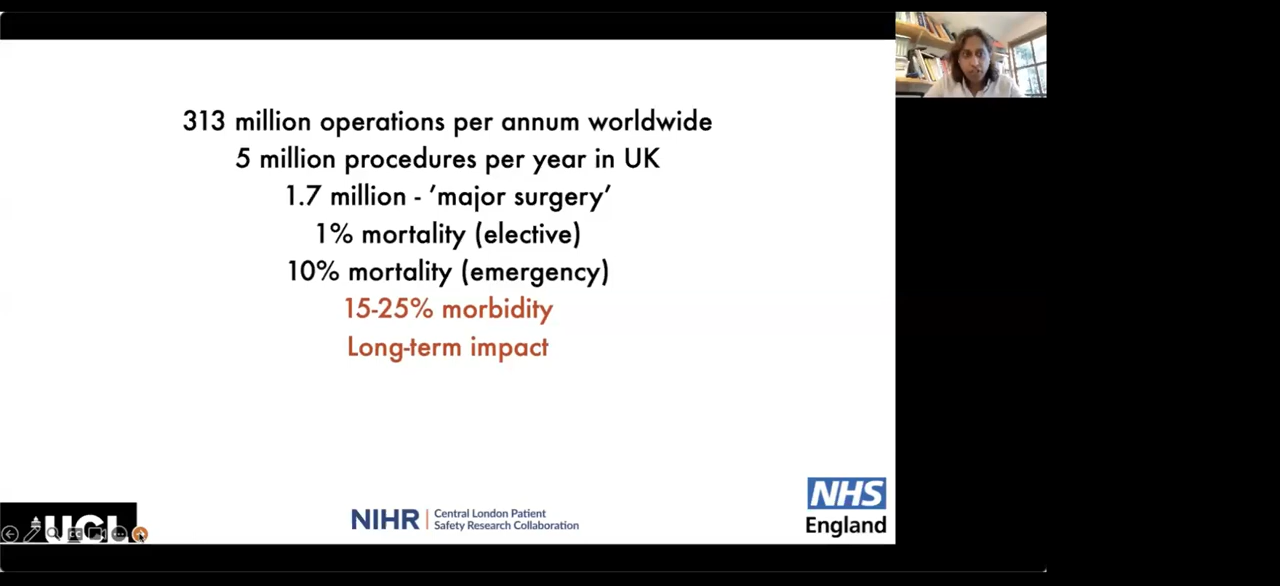 313 million operations per annum worldwide
5 million procedures per year in UK
1.7 million - ’major surgery’
1% mortality (elective)
10% mortality (emergency)
15-25% morbidity
Long-term impact
UCL
NIHR | Central London Patient
Safety Research Collaboration
NHS
England